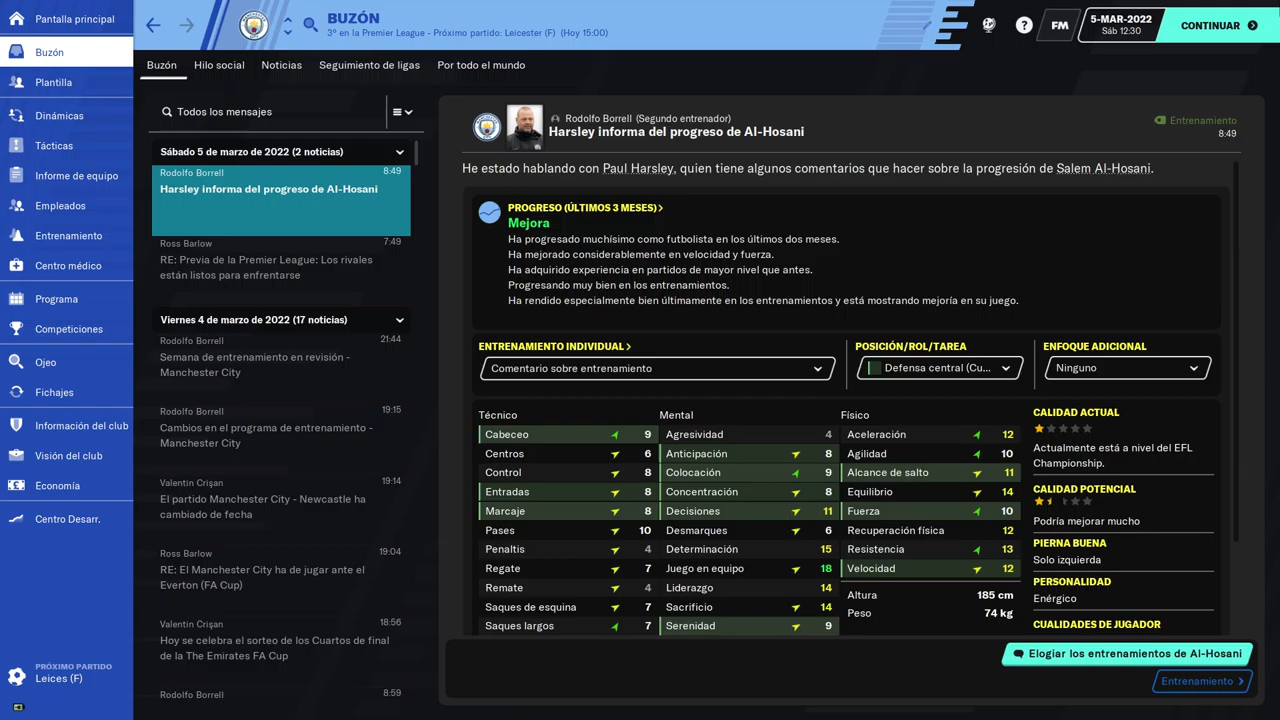 Pantalla principal
Buzón
Plantilla
Dinámicas
Tácticas
Informe de equipo
Empleados
Entrenamiento
Centro médico
Programa
Competiciones
Ojeo
Fichajes
Información del club
Visión del club
Economía
Centro Desarr.
PRÓXIMO PARTIDO
Leices (F)
BUZÓN
3º en la Premier League - Próximo partido: Leicester (F) (Hoy 15:00)
FM
5-MAR-2022
Sáb 12:30
CONTINUAR
Buzón
Hilo social
Noticias
Seguimiento de ligas
Por todo el mundo
Todos los mensajes
Sábado 5 de marzo de 2022 (2 noticias)
Rodolfo Borrell 8:49
Harsley informa del progreso de Al-Hosani
Ross Barlow 7:49
RE: Previa de la Premier League: Los rivales
están listos para enfrentarse
Viernes 4 de marzo de 2022 (17 noticias)
Rodolfo Borrell 21:44
Semana de entrenamiento en revisión -
Manchester City
Rodolfo Borrell 19:15
Cambios en el programa de entrenamiento -
Manchester City
Valentin Crişan 19:14
El partido Manchester City - Newcastle ha
cambiado de fecha
Ross Barlow 19:04
RE: El Manchester City ha de jugar ante el
Everton (FA Cup)
Valentin Crişan 18:56
Hoy se celebra el sorteo de los Cuartos de final
de la The Emirates FA Cup
Rodolfo Borrell 8:59
Rodolfo Borrell (Segundo entrenador)
Harsley informa del progreso de Al-Hosani
Entrenamiento
8:49
He estado hablando con Paul Harsley, quien tiene algunos comentarios que hacer sobre la progresión de Salem Al-Hosani.
PROGRESO (ÚLTIMOS 3 MESES)
Mejora
Ha progresado muchísimo como futbolista en los últimos dos meses.
Ha mejorado considerablemente en velocidad y fuerza.
Ha adquirido experiencia en partidos de mayor nivel que antes.
Progresando muy bien en los entrenamientos.
Ha rendido especialmente bien últimamente en los entrenamientos y está mostrando mejoría en su juego.
ENTRENAMIENTO INDIVIDUAL
Comentario sobre entrenamiento
POSICIÓN/ROL/TAREA
Defensa central (Cu...
ENFOQUE ADICIONAL
Ninguno
Técnico
Cabeceo 9
Centros 6
Control 8
Entradas 8
Marcaje 8
Pases 10
Penaltis 4
Regate 7
Remate 4
Saques de esquina 7
Saques largos 7
Mental
Agresividad 4
Anticipación 8
Colocación 9
Concentración 8
Decisiones 11
Desmarques 6
Determinación 15
Juego en equipo 18
Liderazgo 14
Sacrificio 14
Serenidad 9
Físico
Aceleración 12
Agilidad 10
Alcance de salto 11
Equilibrio 14
Fuerza 10
Recuperación física 12
Resistencia 13
Velocidad 12
Altura 185 cm
Peso 74 kg
CALIDAD ACTUAL
Actualmente está a nivel del EFL
Championship.
CALIDAD POTENCIAL
Podría mejorar mucho
PIERNA BUENA
Solo izquierda
PERSONALIDAD
Enérgico
CUALIDADES DE JUGADOR
Elogiar los entrenamientos de Al-Hosani
Entrenamiento